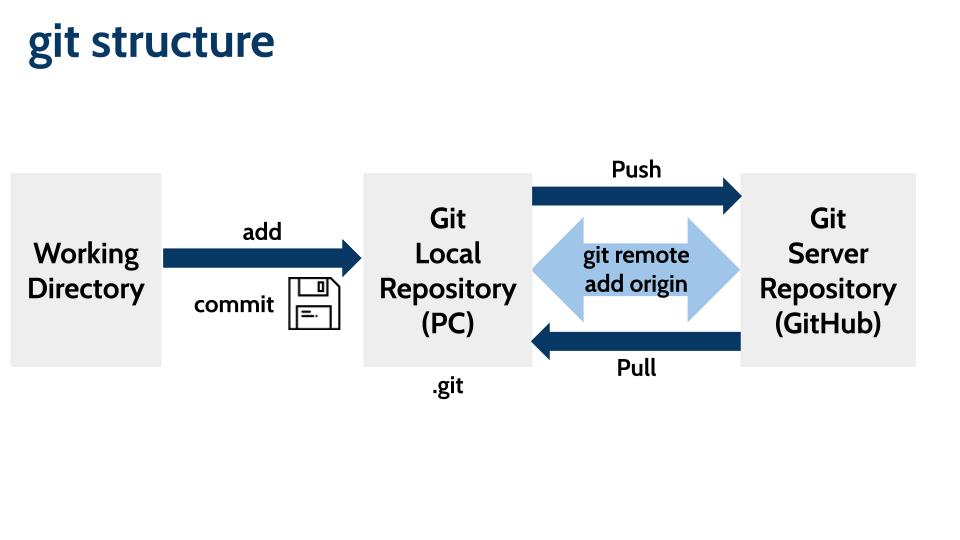 git structure
Working
Directory
add
commit
Git
Local
Repository
(PC)
.git
Push
git remote
add origin
Pull
Git
Server
Repository
(GitHub)